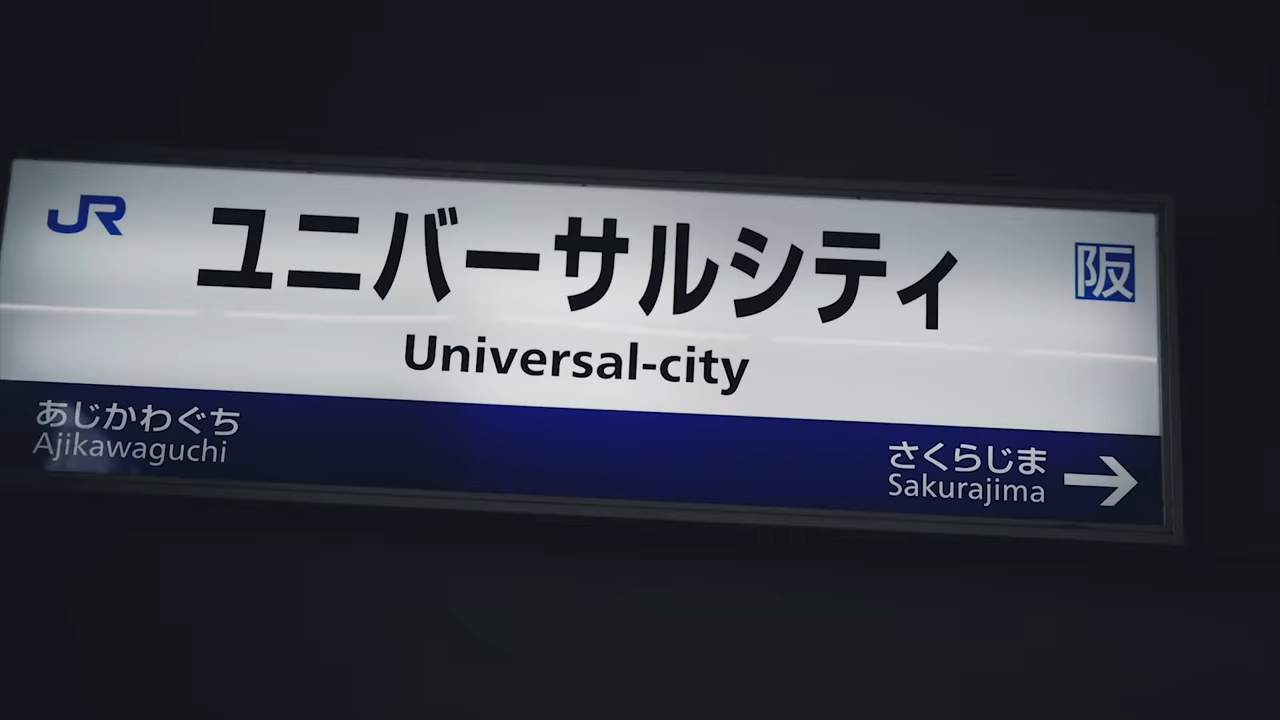 JR
ユニバーサルシティ
阪
Universal-city
あじかわぐち
Ajikawaguchi
さくらじま
Sakurajima
→